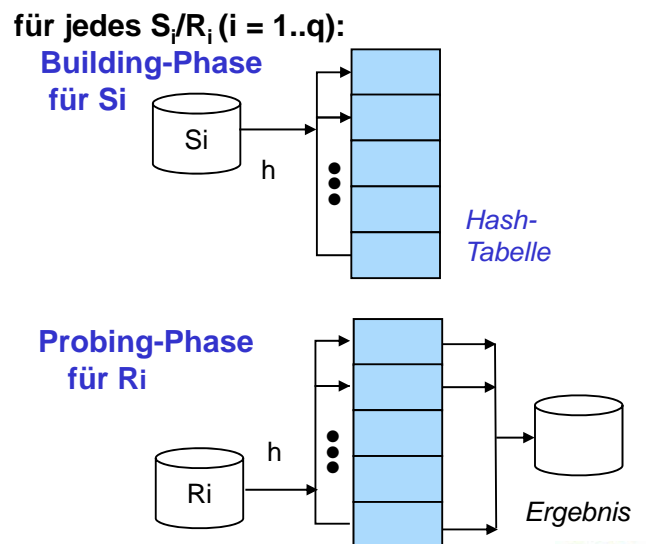 für jedes Si/Ri (i = 1..q):
Building-Phase
für Si
Si
h
Hash-
Tabelle
Probing-Phase
für Ri
h
Ri
Ergebnis